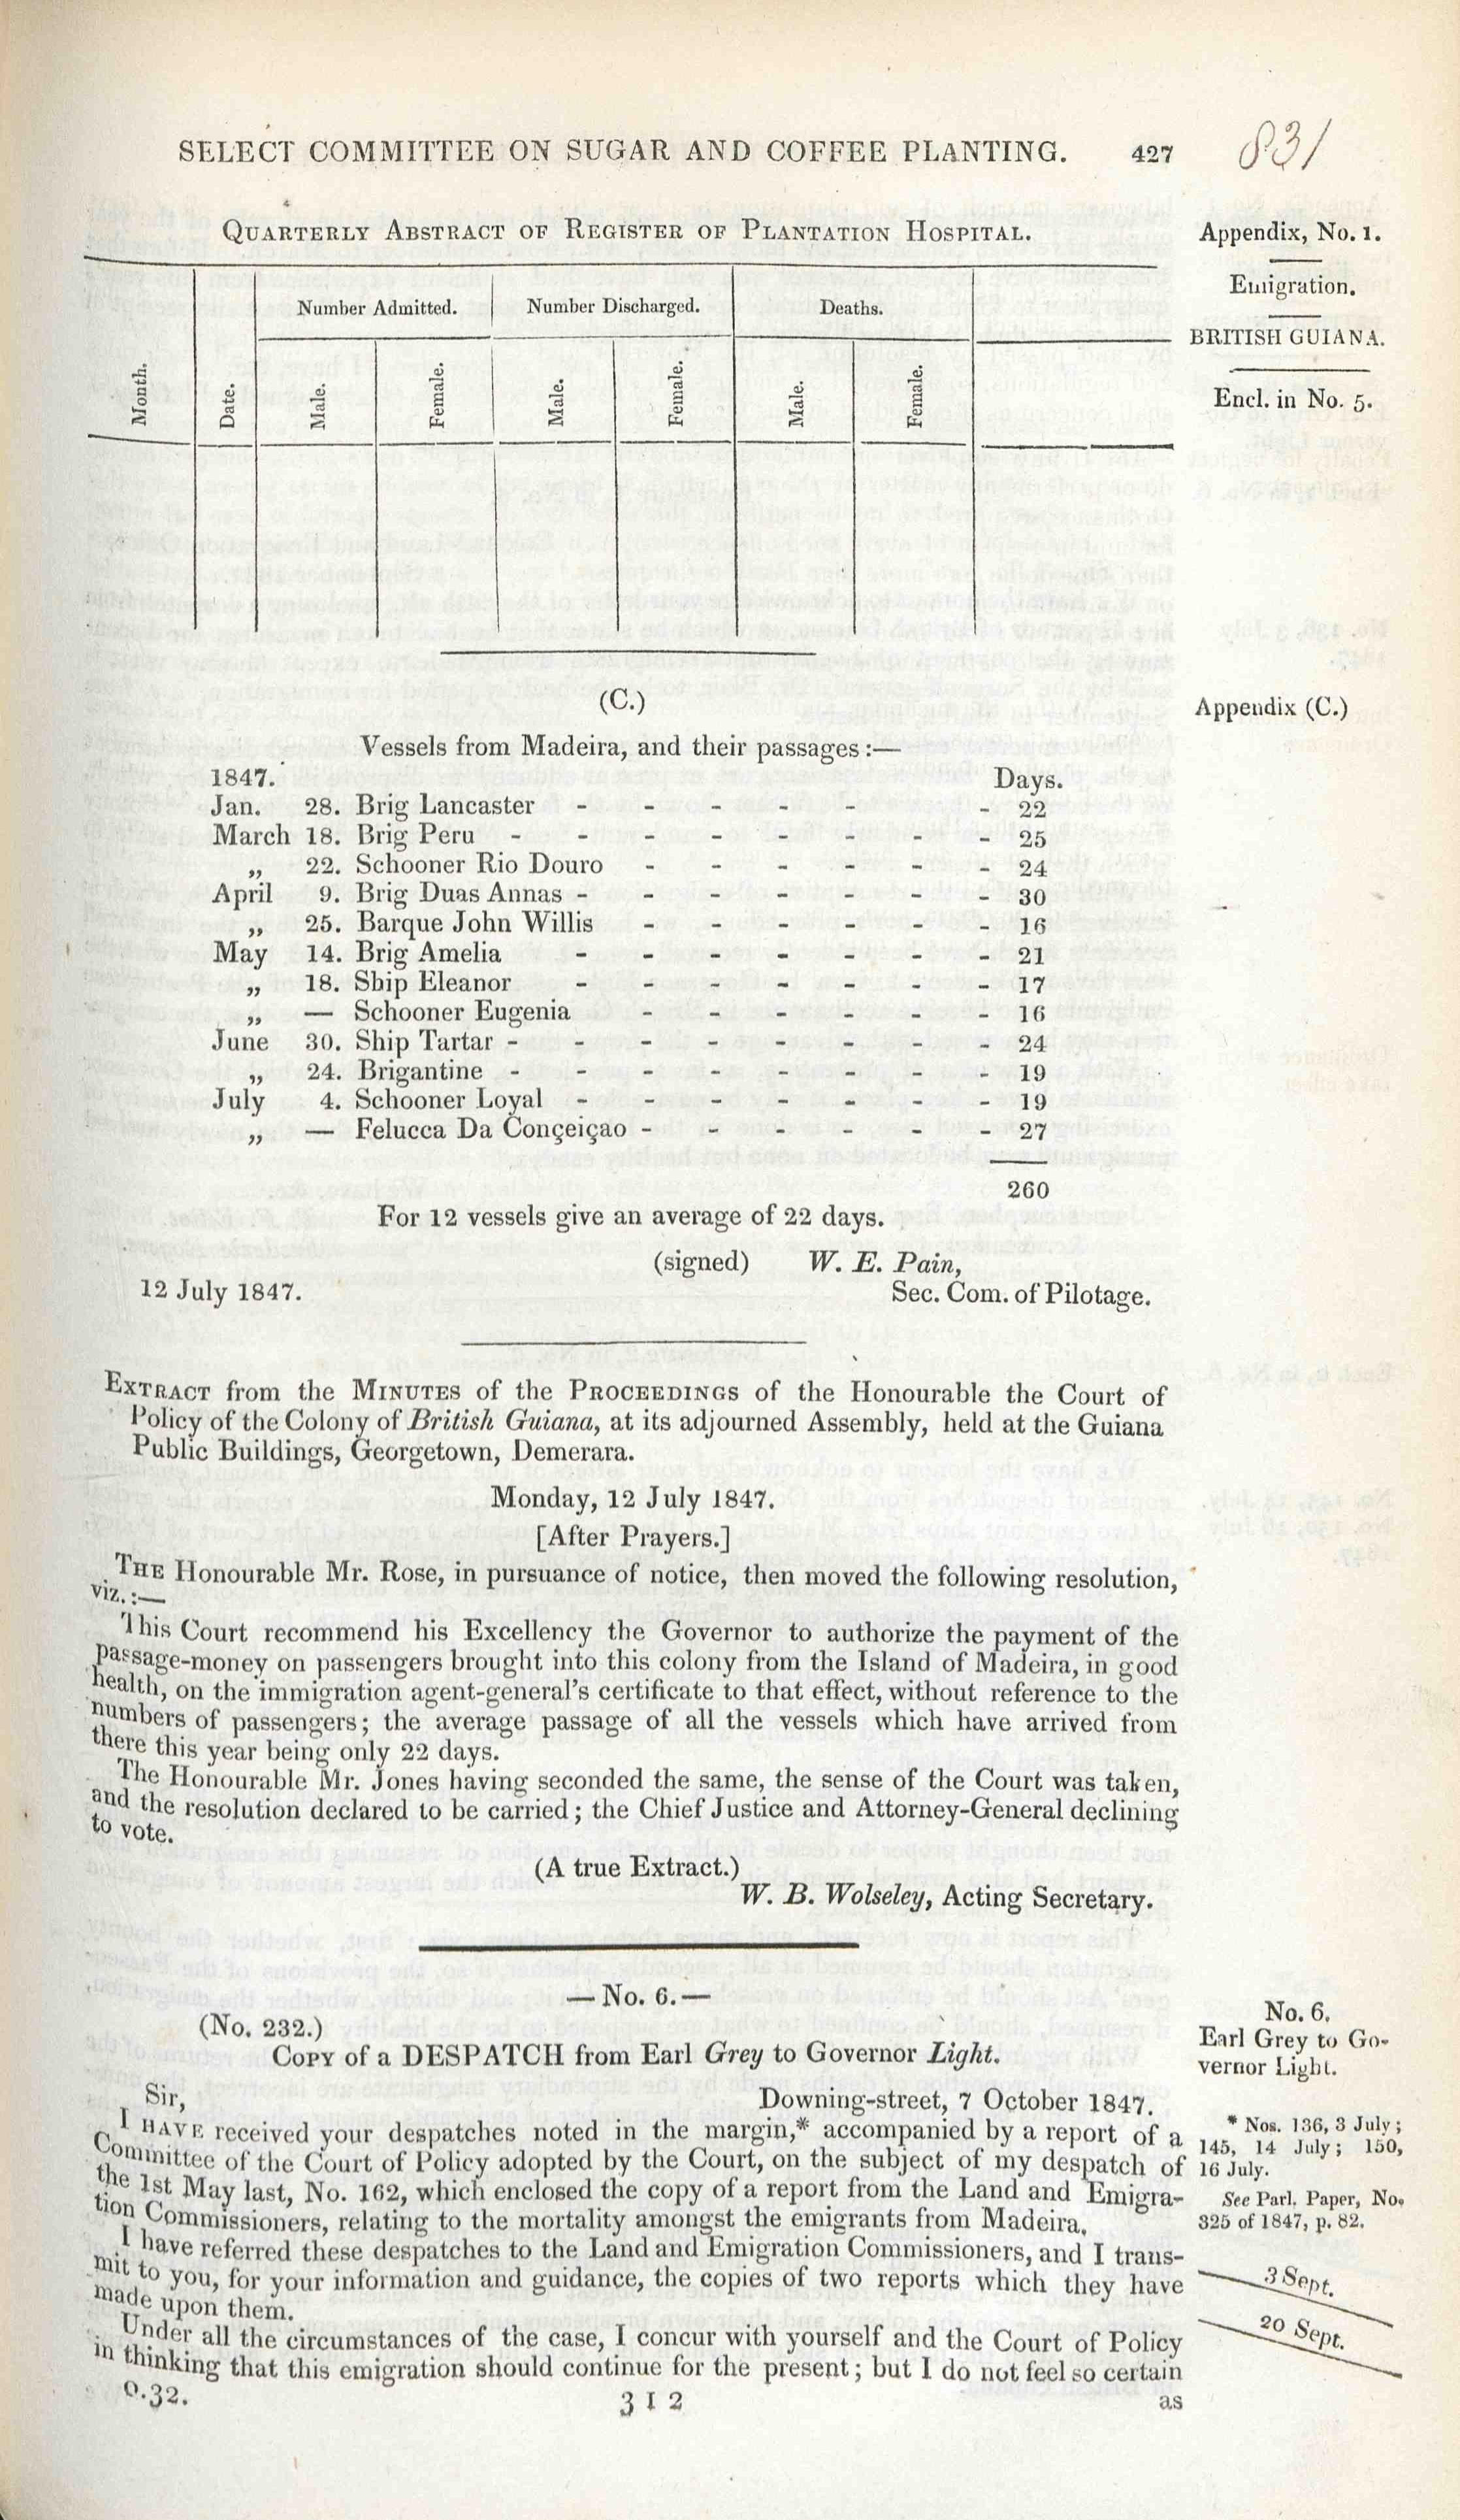 SELECT COMMITTEE ON SUGAR AND COFFEE PLANTING. 427
831
QUARTERLY ABSTRACT OF REGISTER OF PLANTATION HOSPITAL.
Appendix, No. 1.
Emigration.
BRITISH GUIANA.
Encl. in No. 5.
Number Admitted. Number Discharged. Deaths.
Month. Date. Male. Female. Male. Female. Male. Female.
(C.)
Appendix (C.)
Vessels from Madeira, and their passages:—
1847. Days.
Jan. 28. Brig Lancaster - - - - - - 22
March 18. Brig Peru - - - - - - - - 25
„ 22. Schooner Rio Douro - - - - - - 24
April 9. Brig Duas Annas - - - - - - - 30
„ 25. Barque John Willis - - - - - - 16
May 14. Brig Amelia - - - - - - - 21
„ 18. Ship Eleanor - - - - - - - 17
„ — Schooner Eugenia - - - - - - 16
June 30. Ship Tartar - - - - - - - - 24
„ 24. Brigantine - - - - - - - - 19
July 4. Schooner Loyal - - - - - - - 19
„ — Felucca Da Conçeiçao - - - - - - 27
260
For 12 vessels give an average of 22 days.
(signed) W. E. Pain,
12 July 1847. Sec. Com. of Pilotage.
EXTRACT from the MINUTES of the PROCEEDINGS of the Honourable the Court of
Policy of the Colony of British Guiana, at its adjourned Assembly, held at the Guiana
Public Buildings, Georgetown, Demerara.
Monday, 12 July 1847.
[After Prayers.]
THE Honourable Mr. Rose, in pursuance of notice, then moved the following resolution,
viz.:—
This Court recommend his Excellency the Governor to authorize the payment of the
passage-money on passengers brought into this colony from the Island of Madeira, in good
health, on the immigration agent-general's certificate to that effect, without reference to the
numbers of passengers; the average passage of all the vessels which have arrived from
there this year being only 22 days.
The Honourable Mr. Jones having seconded the same, the sense of the Court was taken,
and the resolution declared to be carried; the Chief Justice and Attorney-General declining
to vote.
(A true Extract.)
W. B. Wolseley, Acting Secretary.
— No. 6.—
(No. 232.)
COPY of a DESPATCH from Earl Grey to Governor Light.
No. 6.
Earl Grey to Go-
vernor Light.
Sir, Downing-street, 7 October 1847.
I HAVE received your despatches noted in the margin,* accompanied by a report of a
Committee of the Court of Policy adopted by the Court, on the subject of my despatch of
the 1st May last, No. 162, which enclosed the copy of a report from the Land and Emigra-
tion Commissioners, relating to the mortality amongst the emigrants from Madeira.
I have referred these despatches to the Land and Emigration Commissioners, and I trans-
mit to you, for your information and guidance, the copies of two reports which they have
made upon them.
Under all the circumstances of the case, I concur with yourself and the Court of Policy
in thinking that this emigration should continue for the present; but I do not feel so certain
* Nos. 136, 3 July;
145, 14 July; 150,
16 July.
See Parl. Paper, No.
325 of 1847, p. 82.
3 Sept.
20 Sept.
0.32. 3 I 2 as